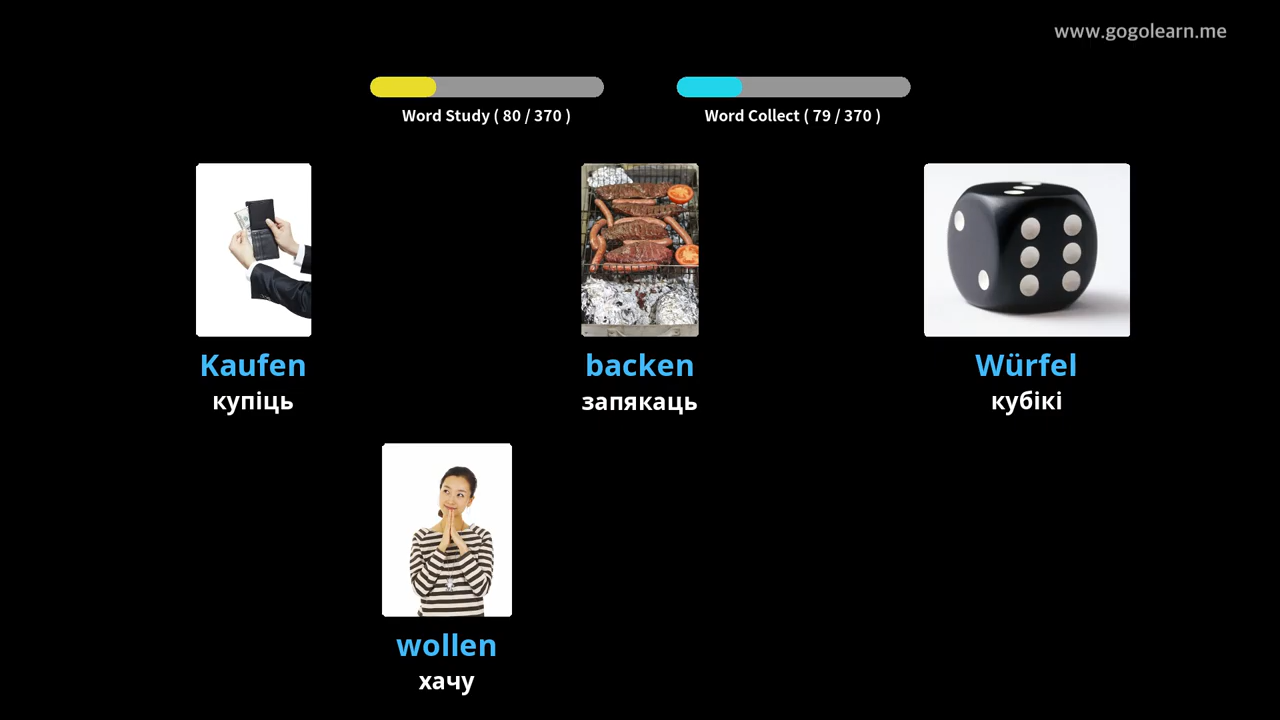 www.gogolearn.me
Word Study ( 80 / 370 )
Word Collect ( 79 / 370 )
Kaufen
купіць
backen
запякаць
Würfel
кубікі
wollen
хачу